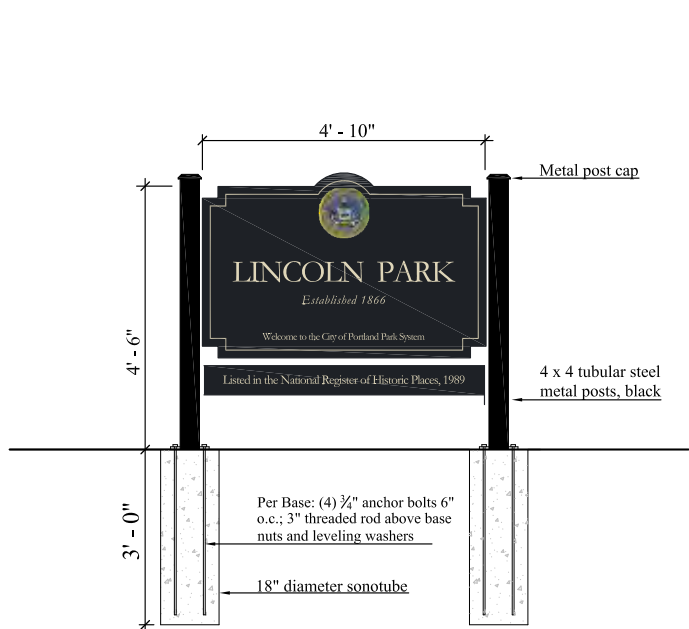 4' - 10"
Metal post cap
LINCOLN PARK
Established 1866
Welcome to the City of Portland Park System
4' - 6"
Listed in the National Register of Historic Places, 1989
4 x 4 tubular steel
metal posts, black
3' - 0"
Per Base: (4) ¾" anchor bolts 6"
o.c.; 3" threaded rod above base
nuts and leveling washers
18" diameter sonotube